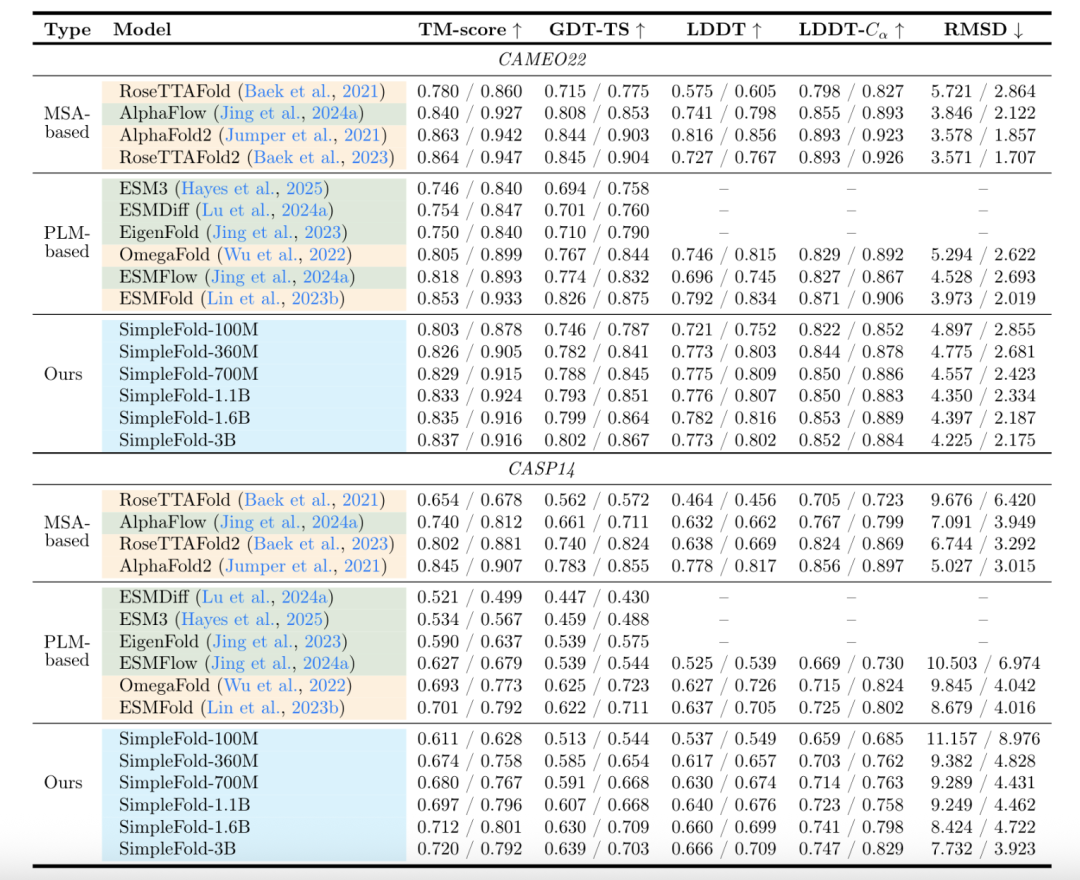 Type Model TM-score ↑ GDT-TS ↑ LDDT ↑ LDDT-Cα ↑ RMSD ↓
CAMEO22
MSA-based
RoseTTAFold (Baek et al., 2021) 0.780 / 0.860 0.715 / 0.775 0.575 / 0.605 0.798 / 0.827 5.721 / 2.864
AlphaFlow (Jing et al., 2024a) 0.840 / 0.927 0.808 / 0.853 0.741 / 0.798 0.855 / 0.893 3.846 / 2.122
AlphaFold2 (Jumper et al., 2021) 0.863 / 0.942 0.844 / 0.903 0.816 / 0.856 0.893 / 0.923 3.578 / 1.857
RoseTTAFold2 (Baek et al., 2023) 0.864 / 0.947 0.845 / 0.904 0.727 / 0.767 0.893 / 0.926 3.571 / 1.707
PLM-based
ESM3 (Hayes et al., 2025) 0.746 / 0.840 0.694 / 0.758 – – –
ESMDiff (Lu et al., 2024a) 0.754 / 0.847 0.701 / 0.760 – – –
EigenFold (Jing et al., 2023) 0.750 / 0.840 0.710 / 0.790 – – –
OmegaFold (Wu et al., 2022) 0.805 / 0.899 0.767 / 0.844 0.746 / 0.815 0.829 / 0.892 5.294 / 2.622
ESMFlow (Jing et al., 2024a) 0.818 / 0.893 0.774 / 0.832 0.696 / 0.745 0.827 / 0.867 4.528 / 2.693
ESMFold (Lin et al., 2023b) 0.853 / 0.933 0.826 / 0.875 0.792 / 0.834 0.871 / 0.906 3.973 / 2.019
Ours
SimpleFold-100M 0.803 / 0.878 0.746 / 0.787 0.721 / 0.752 0.822 / 0.852 4.897 / 2.855
SimpleFold-360M 0.826 / 0.905 0.782 / 0.841 0.773 / 0.803 0.844 / 0.878 4.775 / 2.681
SimpleFold-700M 0.829 / 0.915 0.788 / 0.845 0.775 / 0.809 0.850 / 0.886 4.557 / 2.423
SimpleFold-1.1B 0.833 / 0.924 0.793 / 0.851 0.776 / 0.807 0.850 / 0.883 4.350 / 2.334
SimpleFold-1.6B 0.835 / 0.916 0.799 / 0.864 0.782 / 0.816 0.853 / 0.889 4.397 / 2.187
SimpleFold-3B 0.837 / 0.916 0.802 / 0.867 0.773 / 0.802 0.852 / 0.884 4.225 / 2.175
CASP14
MSA-based
RoseTTAFold (Baek et al., 2021) 0.654 / 0.678 0.562 / 0.572 0.464 / 0.456 0.705 / 0.723 9.676 / 6.420
AlphaFlow (Jing et al., 2024a) 0.740 / 0.812 0.661 / 0.711 0.632 / 0.662 0.767 / 0.799 7.091 / 3.949
RoseTTAFold2 (Baek et al., 2023) 0.802 / 0.881 0.740 / 0.824 0.638 / 0.669 0.824 / 0.869 6.744 / 3.292
AlphaFold2 (Jumper et al., 2021) 0.845 / 0.907 0.783 / 0.855 0.778 / 0.817 0.856 / 0.897 5.027 / 3.015
PLM-based
ESMDiff (Lu et al., 2024a) 0.521 / 0.499 0.447 / 0.430 – – –
ESM3 (Hayes et al., 2025) 0.534 / 0.567 0.459 / 0.488 – – –
EigenFold (Jing et al., 2023) 0.590 / 0.637 0.539 / 0.575 – – –
ESMFlow (Jing et al., 2024a) 0.627 / 0.679 0.539 / 0.544 0.525 / 0.539 0.669 / 0.730 10.503 / 6.974
OmegaFold (Wu et al., 2022) 0.693 / 0.773 0.625 / 0.723 0.627 / 0.726 0.715 / 0.824 9.845 / 4.042
ESMFold (Lin et al., 2023b) 0.701 / 0.792 0.622 / 0.711 0.637 / 0.705 0.725 / 0.802 8.679 / 4.016
Ours
SimpleFold-100M 0.611 / 0.628 0.513 / 0.544 0.537 / 0.549 0.659 / 0.685 11.157 / 8.976
SimpleFold-360M 0.674 / 0.758 0.585 / 0.654 0.617 / 0.657 0.703 / 0.762 9.382 / 4.828
SimpleFold-700M 0.680 / 0.767 0.591 / 0.668 0.630 / 0.674 0.714 / 0.763 9.289 / 4.431
SimpleFold-1.1B 0.697 / 0.796 0.607 / 0.668 0.640 / 0.676 0.723 / 0.758 9.249 / 4.462
SimpleFold-1.6B 0.712 / 0.801 0.630 / 0.709 0.660 / 0.699 0.741 / 0.798 8.424 / 4.722
SimpleFold-3B 0.720 / 0.792 0.639 / 0.703 0.666 / 0.709 0.747 / 0.829 7.732 / 3.923